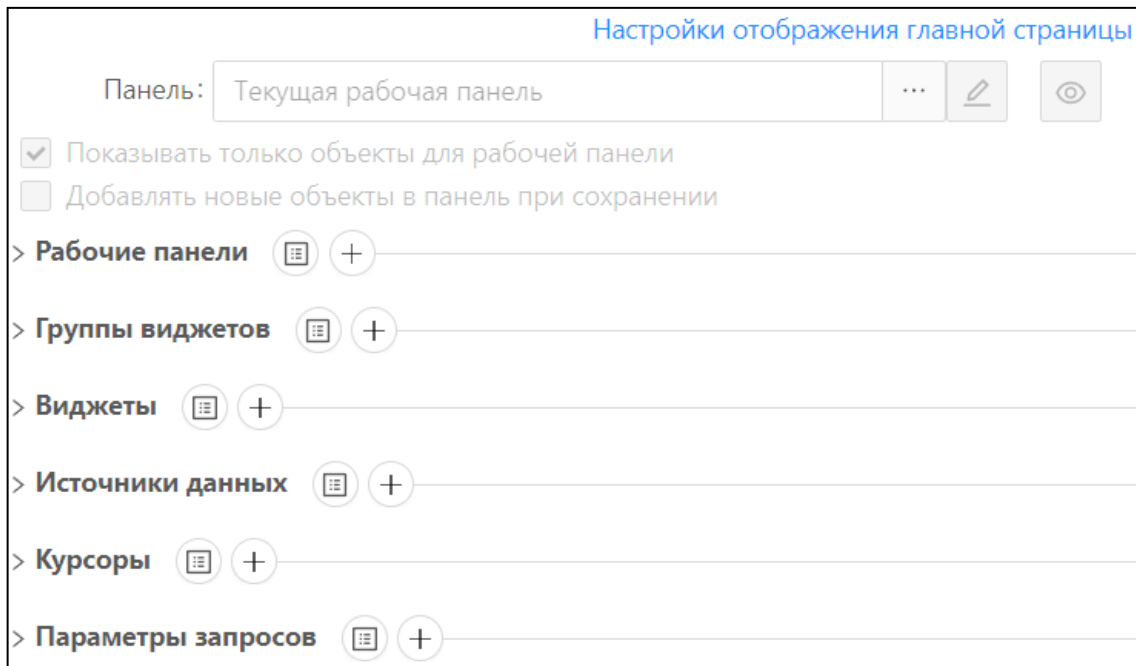 Настройки отображения главной страницы
Панель: Текущая рабочая панель ...
Показывать только объекты для рабочей панели
Добавлять новые объекты в панель при сохранении
> Рабочие панели
> Группы виджетов
> Виджеты
> Источники данных
> Курсоры
> Параметры запросов